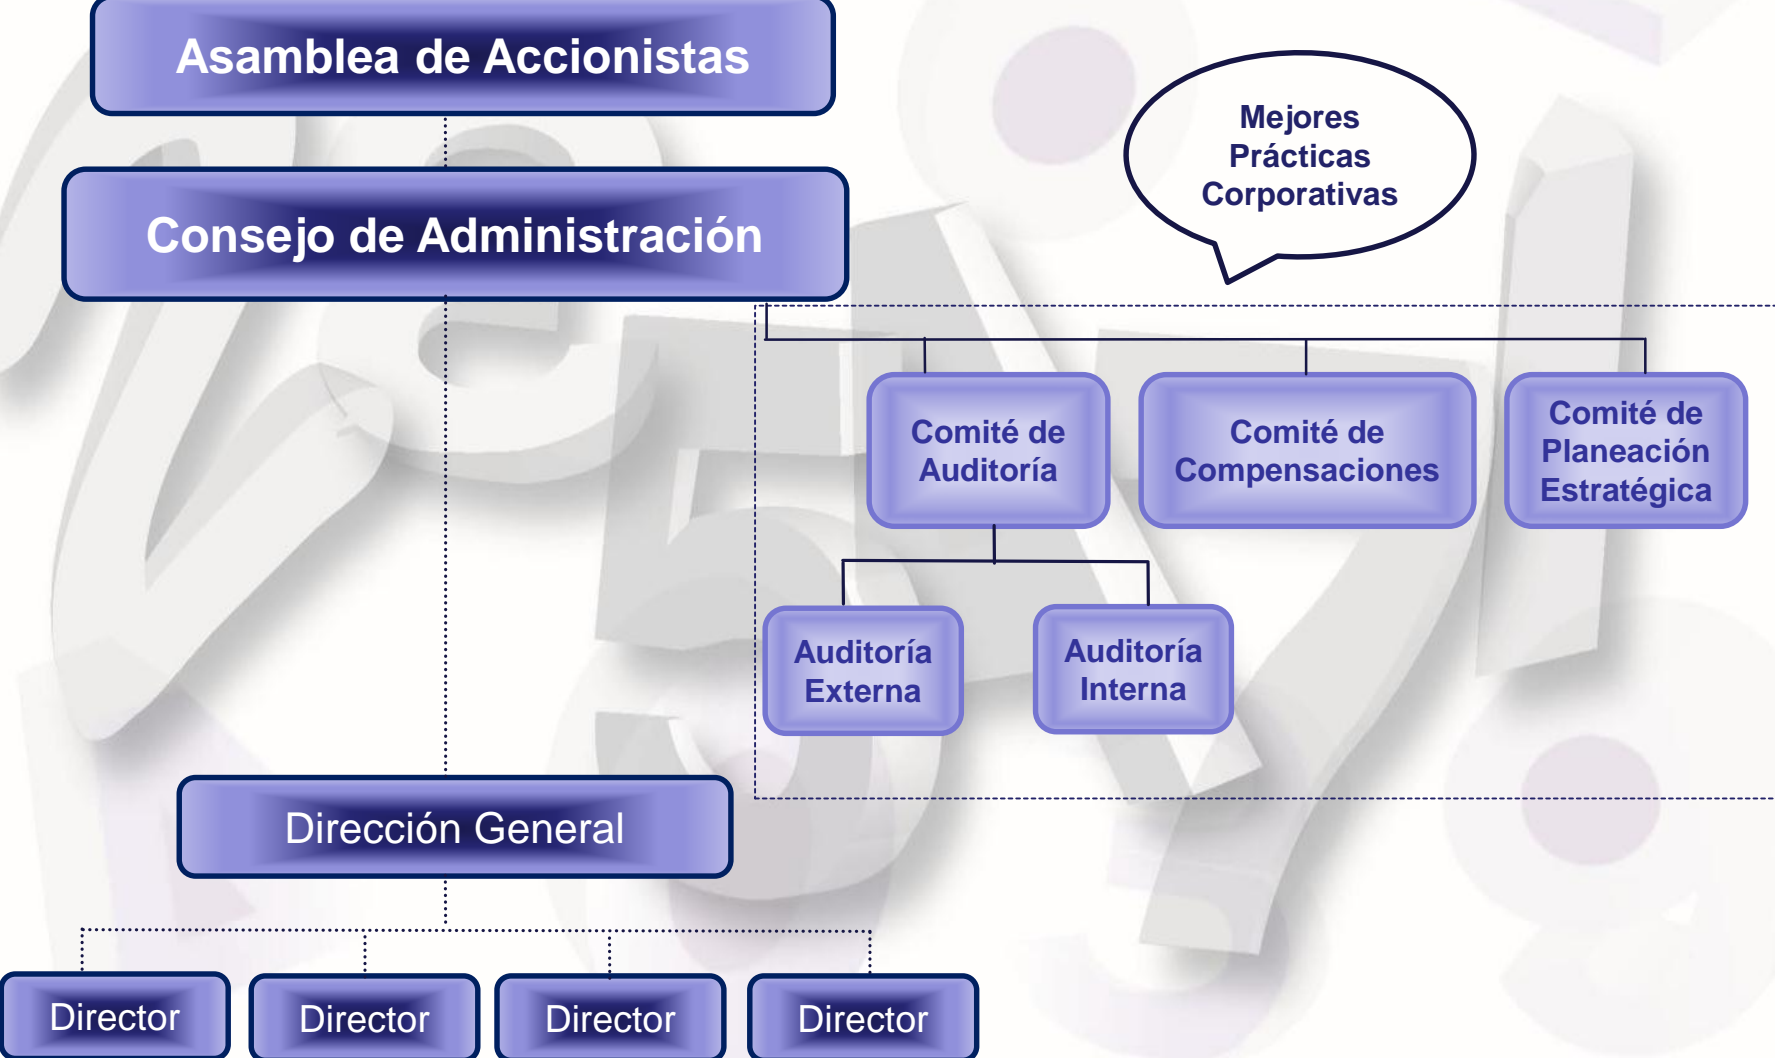 Asamblea de Accionistas
Mejores
Prácticas
Corporativas
Consejo de Administración
Comité de
Auditoría
Comité de
Compensaciones
Comité de
Planeación
Estratégica
Auditoría
Externa
Auditoría
Interna
Dirección General
Director
Director
Director
Director